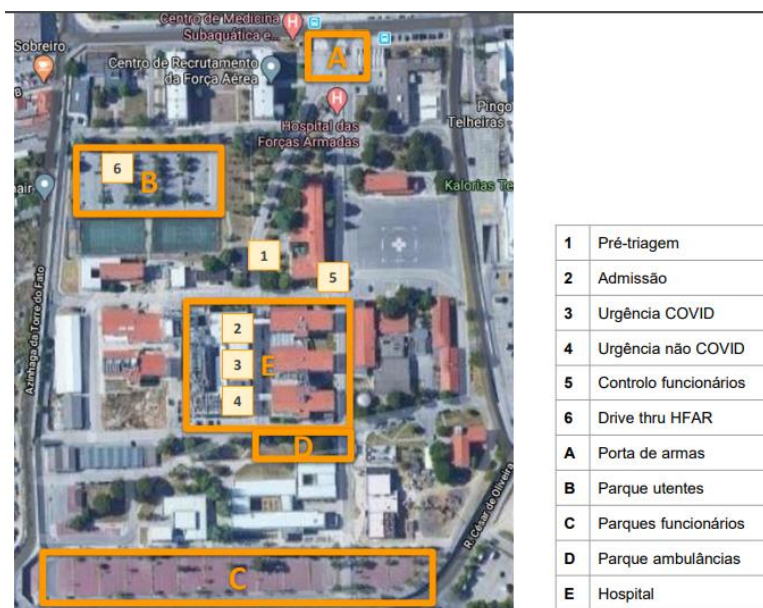 Centro de Medicina
Subaquática e...
H
A
Sobreiro
Centro de Recrutamento
da Força Aérea
H
Hospital das
Forças Armadas
Pingo
Telheiras -
6
B
Kalorias Te
1
5
Azinhaga da Torre do Fato
2
3
E
4
D
R. César de Oliveira
C
1 Pré-triagem
2 Admissão
3 Urgência COVID
4 Urgência não COVID
5 Controlo funcionários
6 Drive thru HFAR
A Porta de armas
B Parque utentes
C Parques funcionários
D Parque ambulâncias
E Hospital